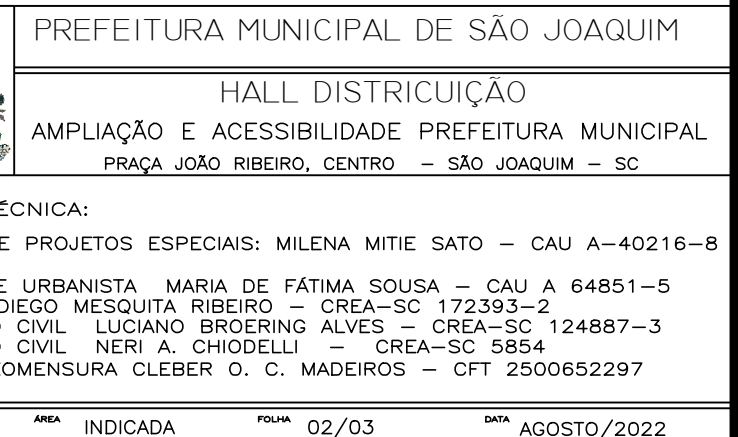 PREFEITURA MUNICIPAL DE SÃO JOAQUIM
HALL DISTRICUIÇÃO
AMPLIAÇÃO E ACESSIBILIDADE PREFEITURA MUNICIPAL
PRAÇA JOÃO RIBEIRO, CENTRO – SÃO JOAQUIM – SC
ÉCNICA:
E PROJETOS ESPECIAIS: MILENA MITIE SATO – CAU A–40216–8
E URBANISTA MARIA DE FÁTIMA SOUSA – CAU A 64851–5
DIEGO MESQUITA RIBEIRO – CREA–SC 172393–2
O CIVIL LUCIANO BROERING ALVES – CREA–SC 124887–3
O CIVIL NERI A. CHIODELLI – CREA–SC 5854
EOMENSURA CLEBER O. C. MADEIROS – CFT 2500652297
ÁREA INDICADA FOLHA 02/03 DATA AGOSTO/2022